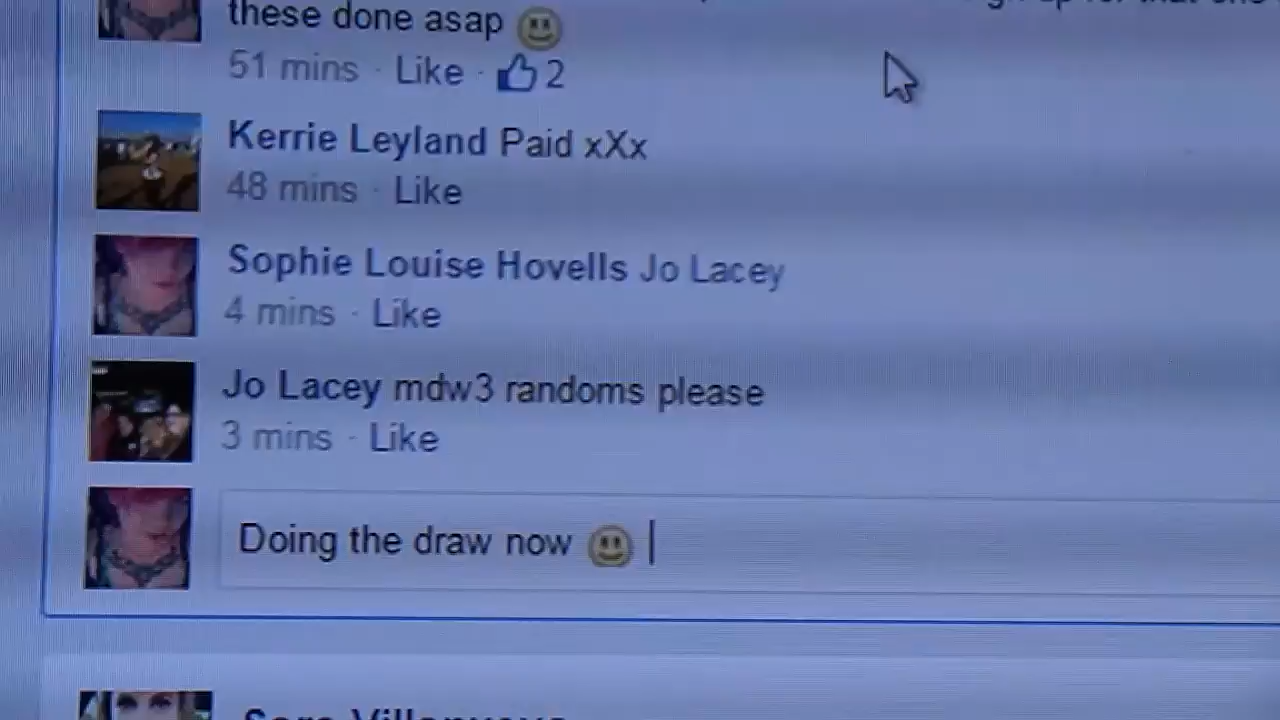 these done asap
51 mins · Like · 2
Kerrie Leyland Paid xXx
48 mins · Like
Sophie Louise Hovells Jo Lacey
4 mins · Like
Jo Lacey mdw3 randoms please
3 mins · Like
Doing the draw now